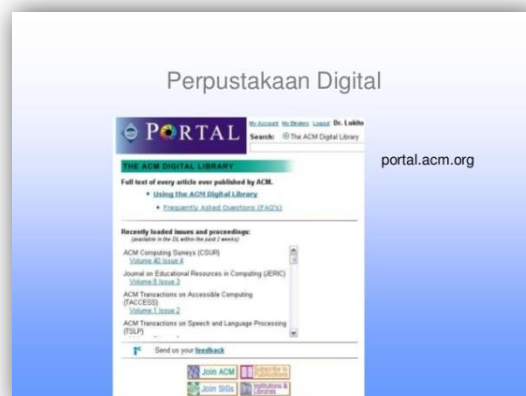 Perpustakaan Digital
PORTAL
My Account My Binders Logout Dr. Lukito
Search: The ACM Digital Library
portal.acm.org
THE ACM DIGITAL LIBRARY
Full text of every article ever published by ACM.
Using the ACM Digital Library
Frequently Asked Questions (FAQ's)
Recently loaded issues and proceedings:
(available in the DL within the past 2 weeks)
ACM Computing Surveys (CSUR)
Volume 40 Issue 4
Journal on Educational Resources in Computing (JERIC)
Volume 8 Issue 3
ACM Transactions on Accessible Computing
(TACCESS)
Volume 1 Issue 2
ACM Transactions on Speech and Language Processing
(TSLP)
Send us your feedback
Join ACM
Subscribe to
Publications
Join SIGs
Institutions &
Libraries